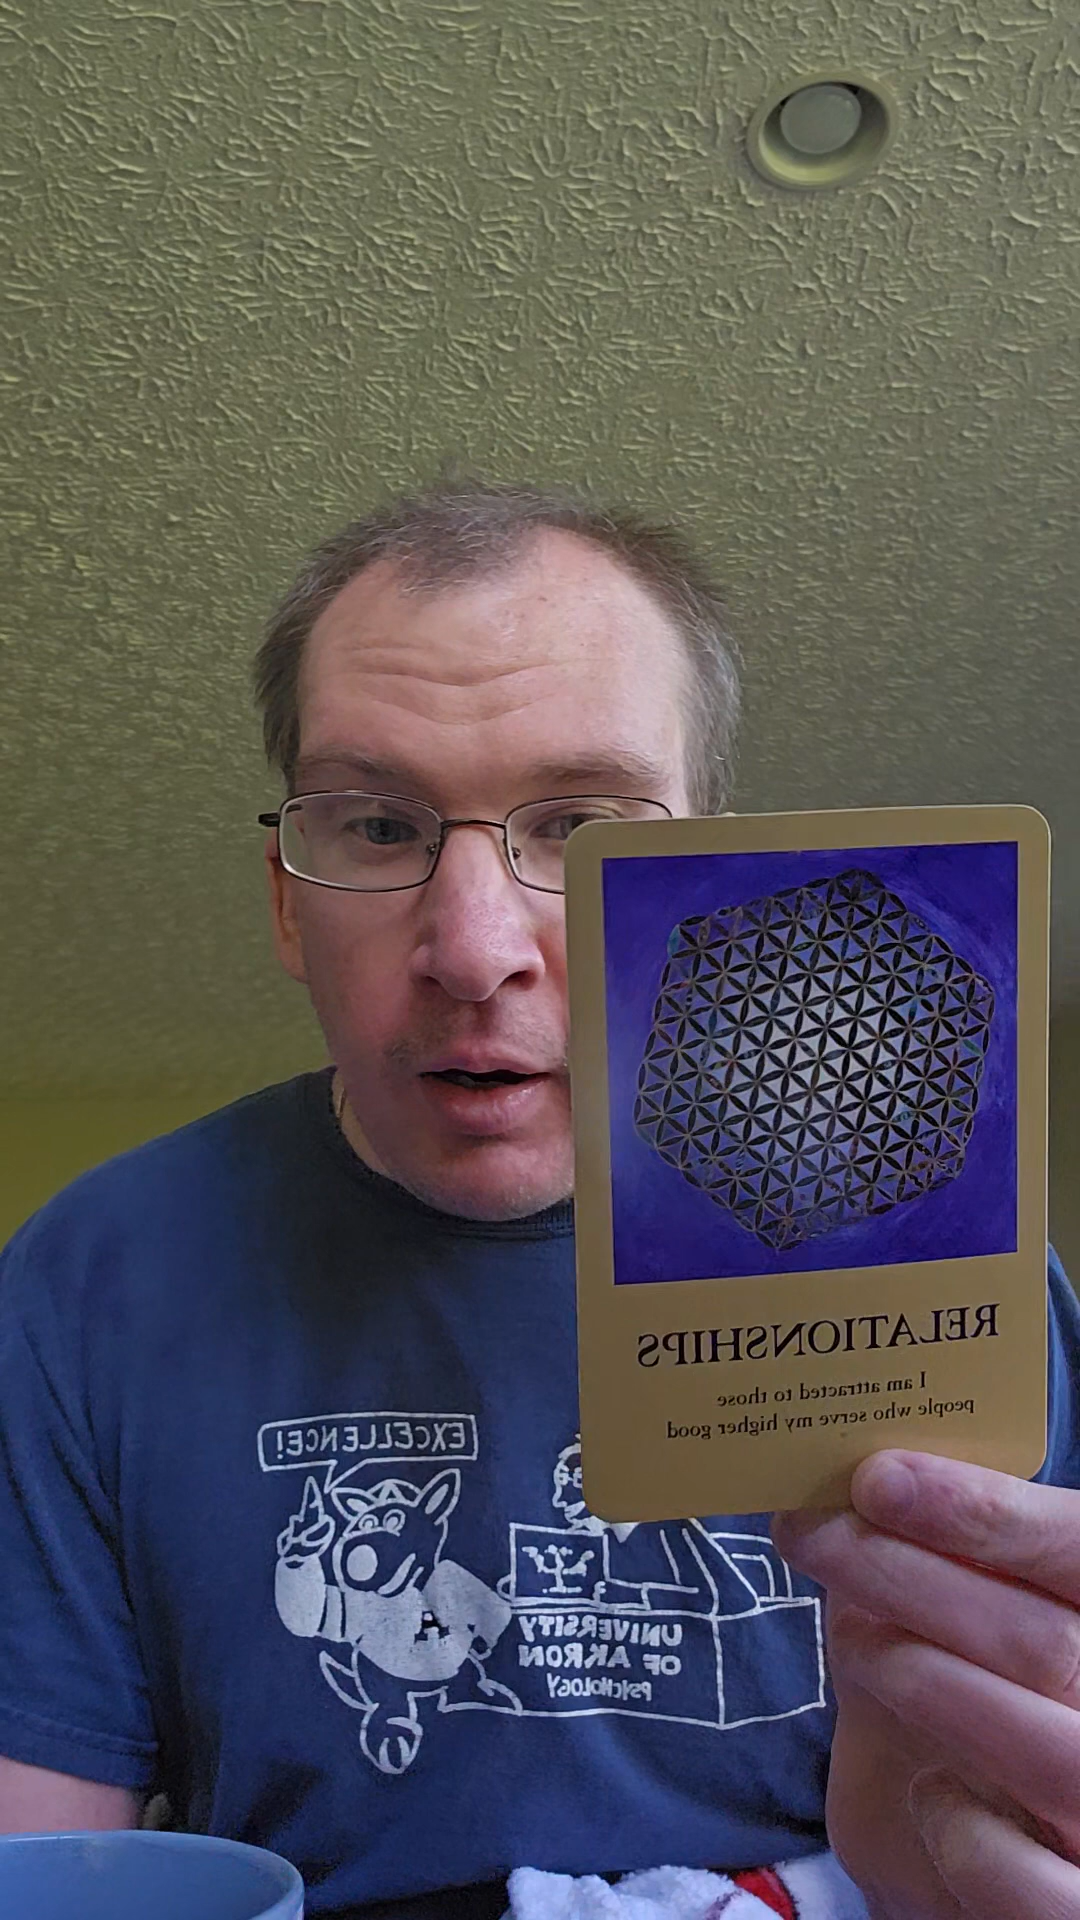 RELATIONSHIPS
I am attracted to those
people who serve my higher good
EXCELLENCE!
A
UNIVERSITY
OF AKRON
PSYCHOLOGY